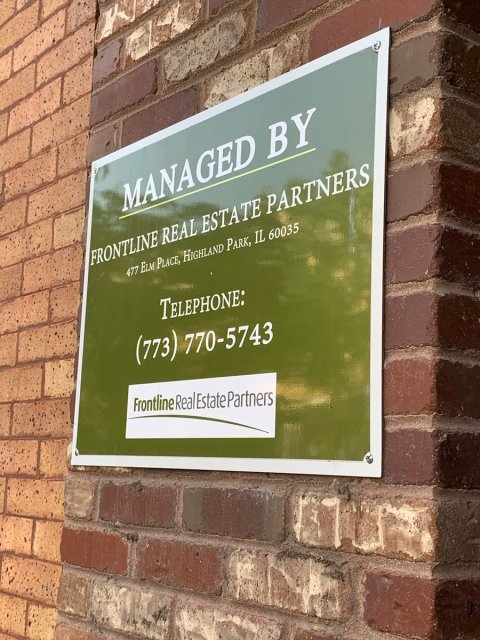 MANAGED BY
FRONTLINE REAL ESTATE PARTNERS
477 ELM PLACE, HIGHLAND PARK, IL 60035
TELEPHONE:
(773) 770-5743
Frontline Real Estate Partners